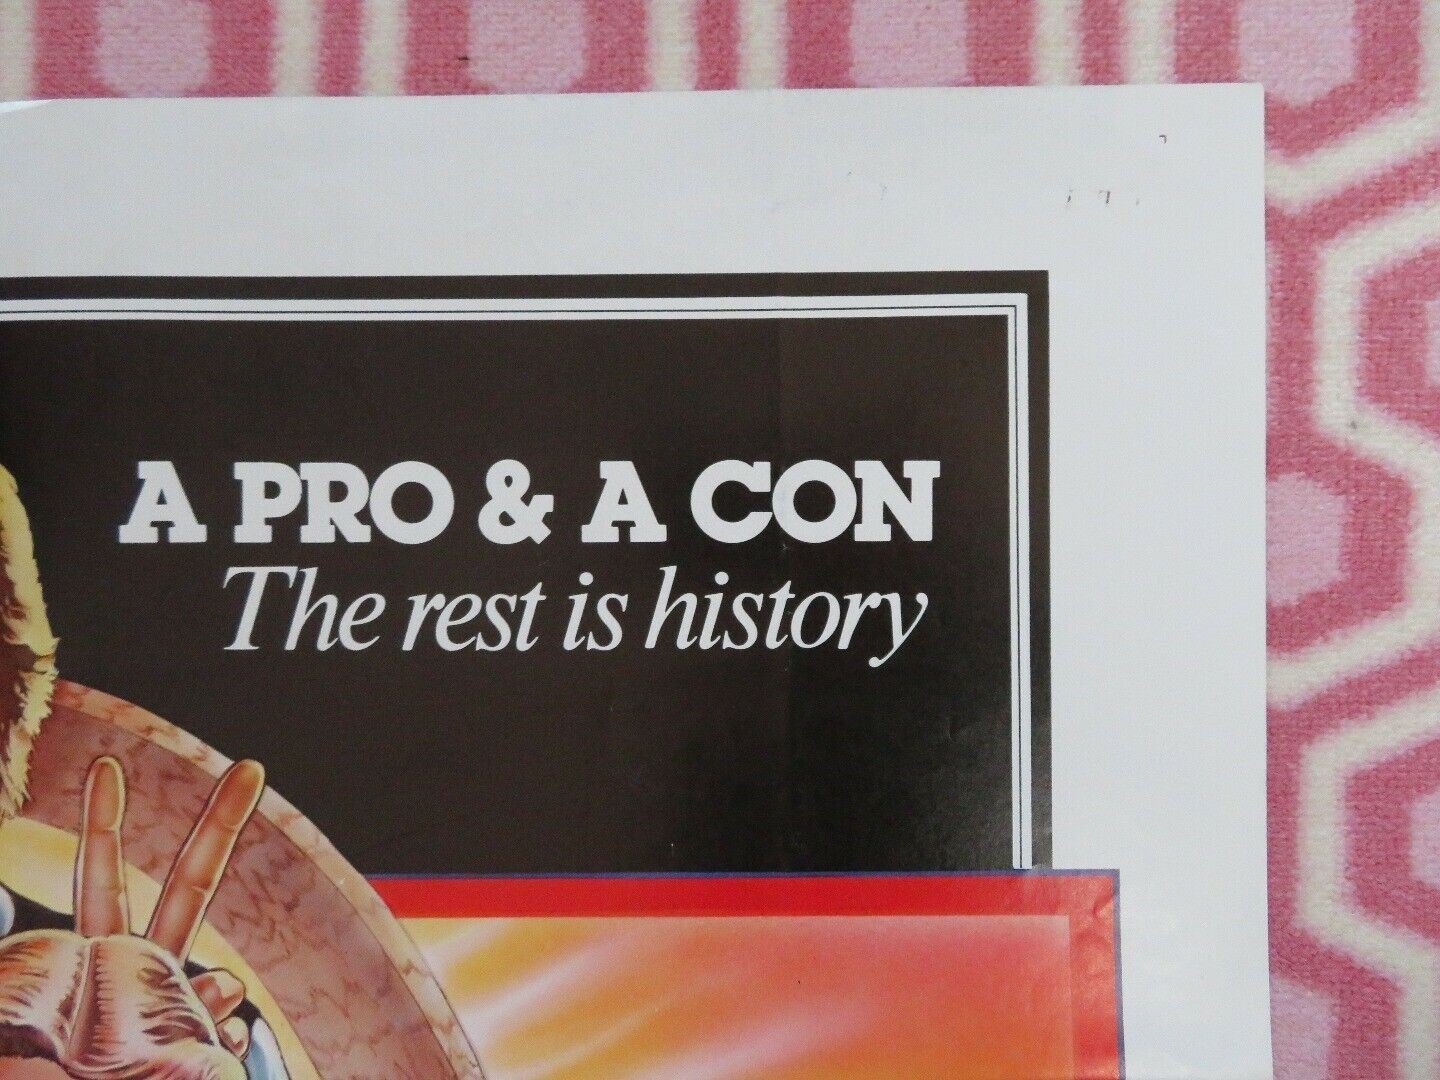 A PRO & A CON
The rest is history